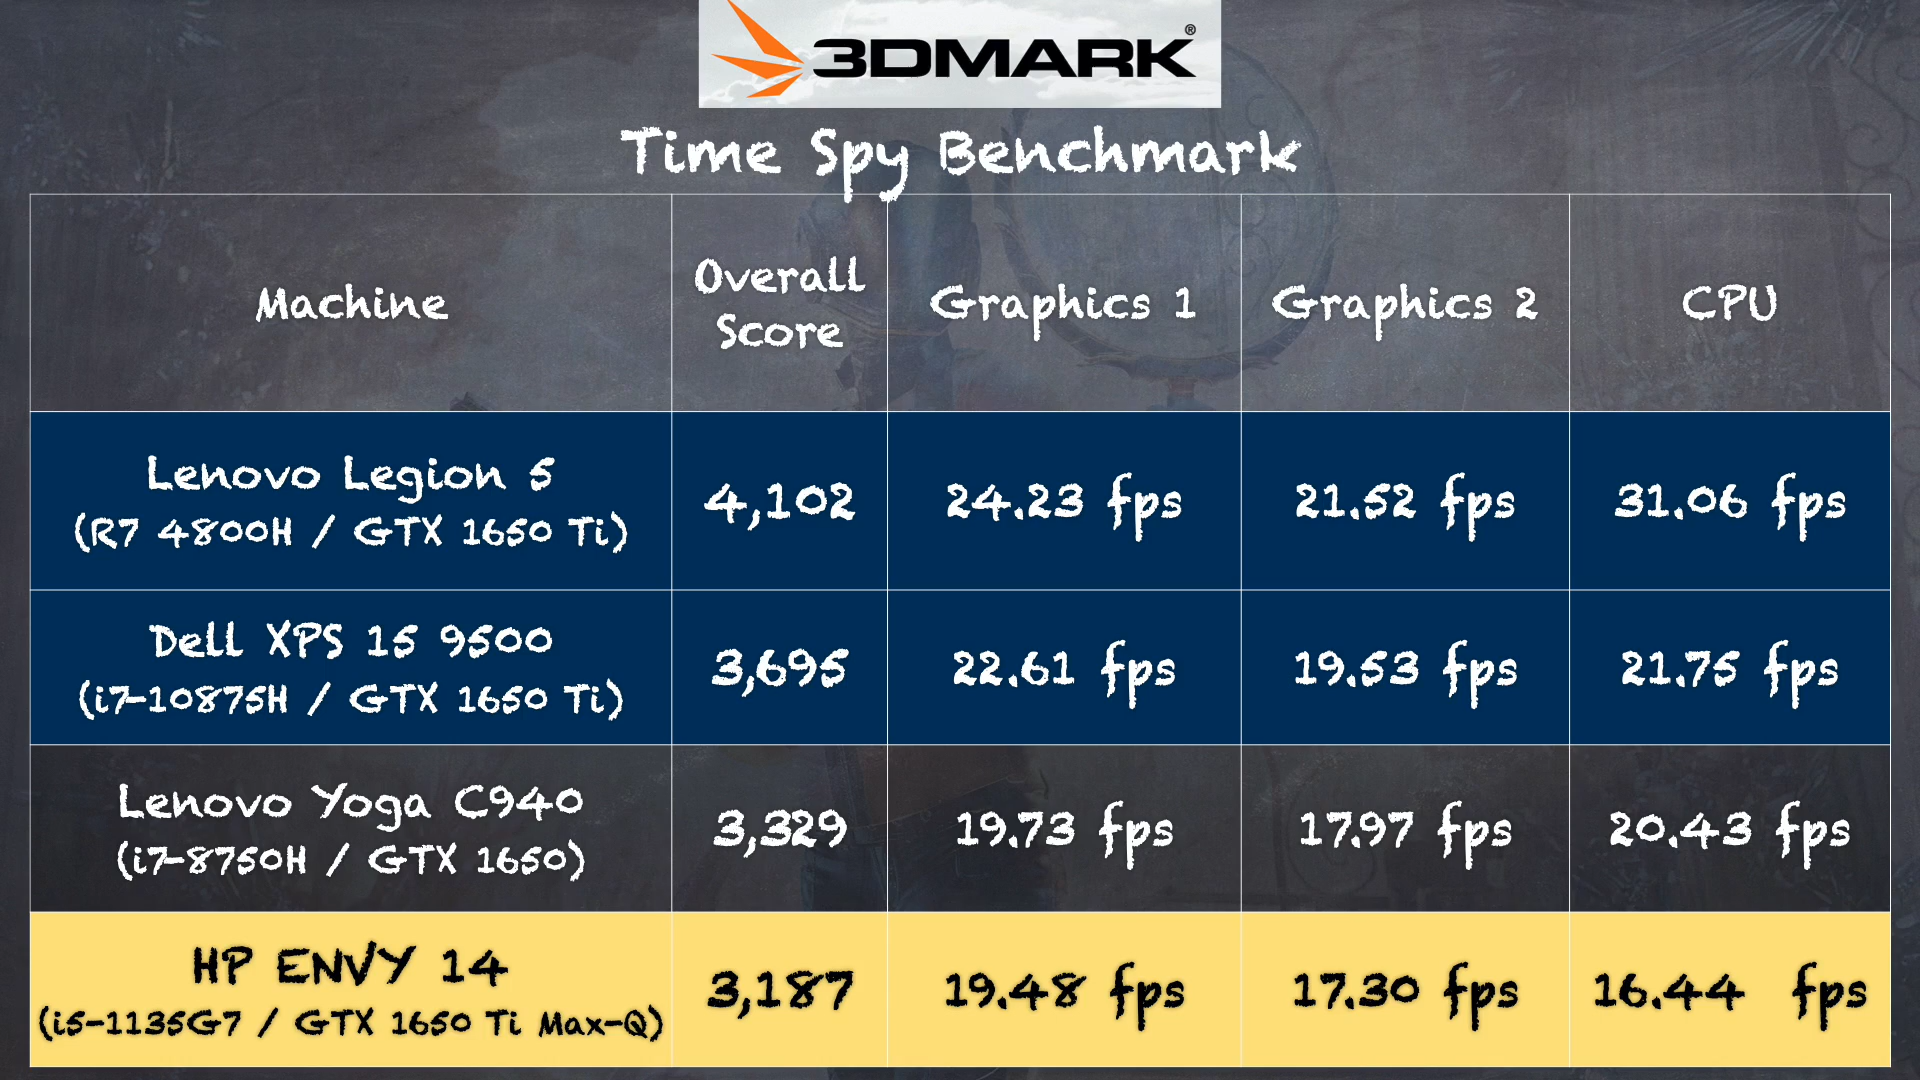 3DMARK®
Time Spy Benchmark
Machine
Overall
Score
Graphics 1
Graphics 2
CPU
Lenovo Legion 5
(R7 4800H / GTX 1650 Ti)
4,102
24.23 fps
21.52 fps
31.06 fps
Dell XPS 15 9500
(i7-10875H / GTX 1650 Ti)
3,695
22.61 fps
19.53 fps
21.75 fps
Lenovo Yoga C940
(i7-8750H / GTX 1650)
3,329
19.73 fps
17.97 fps
20.43 fps
HP ENVY 14
(i5-1135G7 / GTX 1650 Ti Max-Q)
3,187
19.48 fps
17.30 fps
16.44 fps